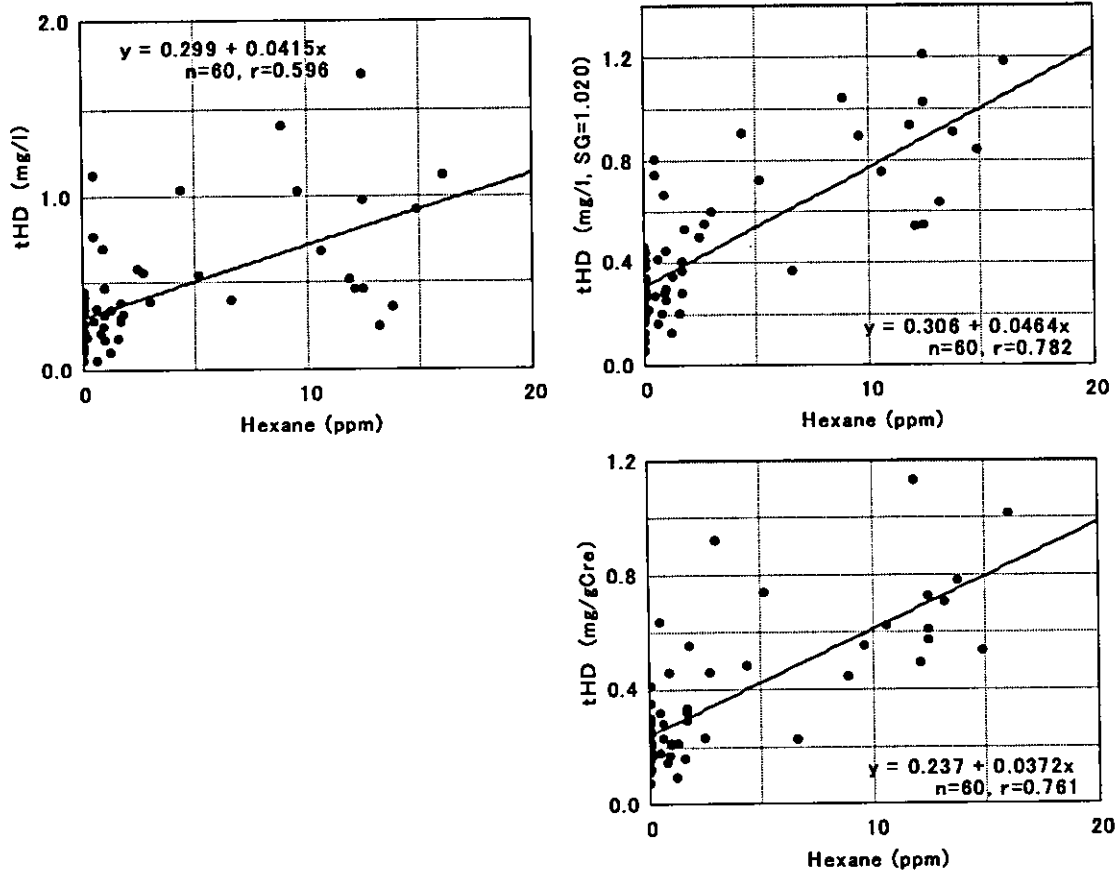 2.0
y = 0.299 + 0.0415x
n=60, r=0.596
tHD (mg/l)
1.0
0.0
0
10
20
Hexane (ppm)
1.2
tHD (mg/l, SG=1.020)
0.8
0.4
y = 0.306 + 0.0464x
n=60, r=0.782
0.0
0
10
20
Hexane (ppm)
1.2
tHD (mg/gCre)
0.8
0.4
y = 0.237 + 0.0372x
n=60, r=0.761
0.0
0
10
20
Hexane (ppm)